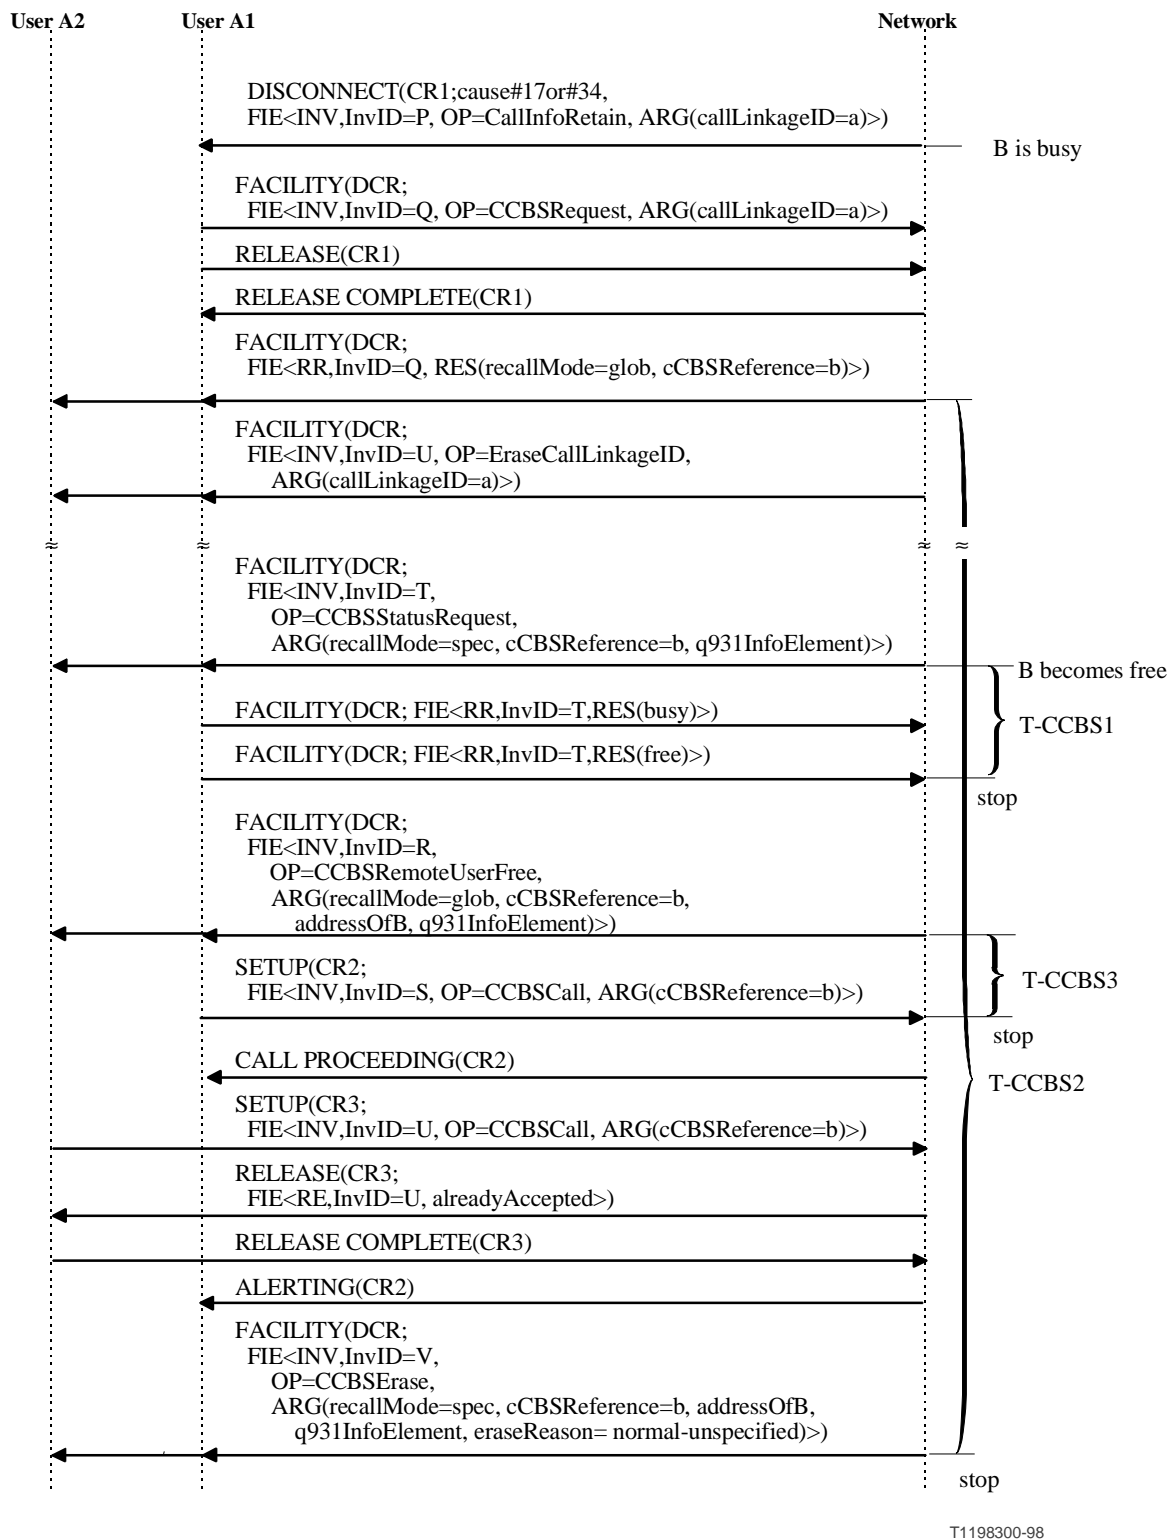 User A2 User A1 Network
DISCONNECT(CR1;cause#17or#34,
FIE<INV,InvID=P, OP=CallInfoRetain, ARG(callLinkageID=a)>)
B is busy
FACILITY(DCR;
FIE<INV,InvID=Q, OP=CCBSRequest, ARG(callLinkageID=a)>)
RELEASE(CR1)
RELEASE COMPLETE(CR1)
FACILITY(DCR;
FIE<RR,InvID=Q, RES(recallMode=glob, cCBSReference=b)>)
FACILITY(DCR;
FIE<INV,InvID=U, OP=EraseCallLinkageID,
ARG(callLinkageID=a)>)
≈ ≈ ≈ ≈
FACILITY(DCR;
FIE<INV,InvID=T,
OP=CCBSStatusRequest,
ARG(recallMode=spec, cCBSReference=b, q931InfoElement)>)
B becomes free
FACILITY(DCR; FIE<RR,InvID=T,RES(busy)>)
T-CCBS1
FACILITY(DCR; FIE<RR,InvID=T,RES(free)>)
stop
FACILITY(DCR;
FIE<INV,InvID=R,
OP=CCBSRemoteUserFree,
ARG(recallMode=glob, cCBSReference=b,
addressOfB, q931InfoElement)>)
SETUP(CR2;
T-CCBS3
FIE<INV,InvID=S, OP=CCBSCall, ARG(cCBSReference=b)>)
stop
CALL PROCEEDING(CR2)
T-CCBS2
SETUP(CR3;
FIE<INV,InvID=U, OP=CCBSCall, ARG(cCBSReference=b)>)
RELEASE(CR3;
FIE<RE,InvID=U, alreadyAccepted>)
RELEASE COMPLETE(CR3)
ALERTING(CR2)
FACILITY(DCR;
FIE<INV,InvID=V,
OP=CCBSErase,
ARG(recallMode=spec, cCBSReference=b, addressOfB,
q931InfoElement, eraseReason= normal-unspecified)>)
stop
T1198300-98